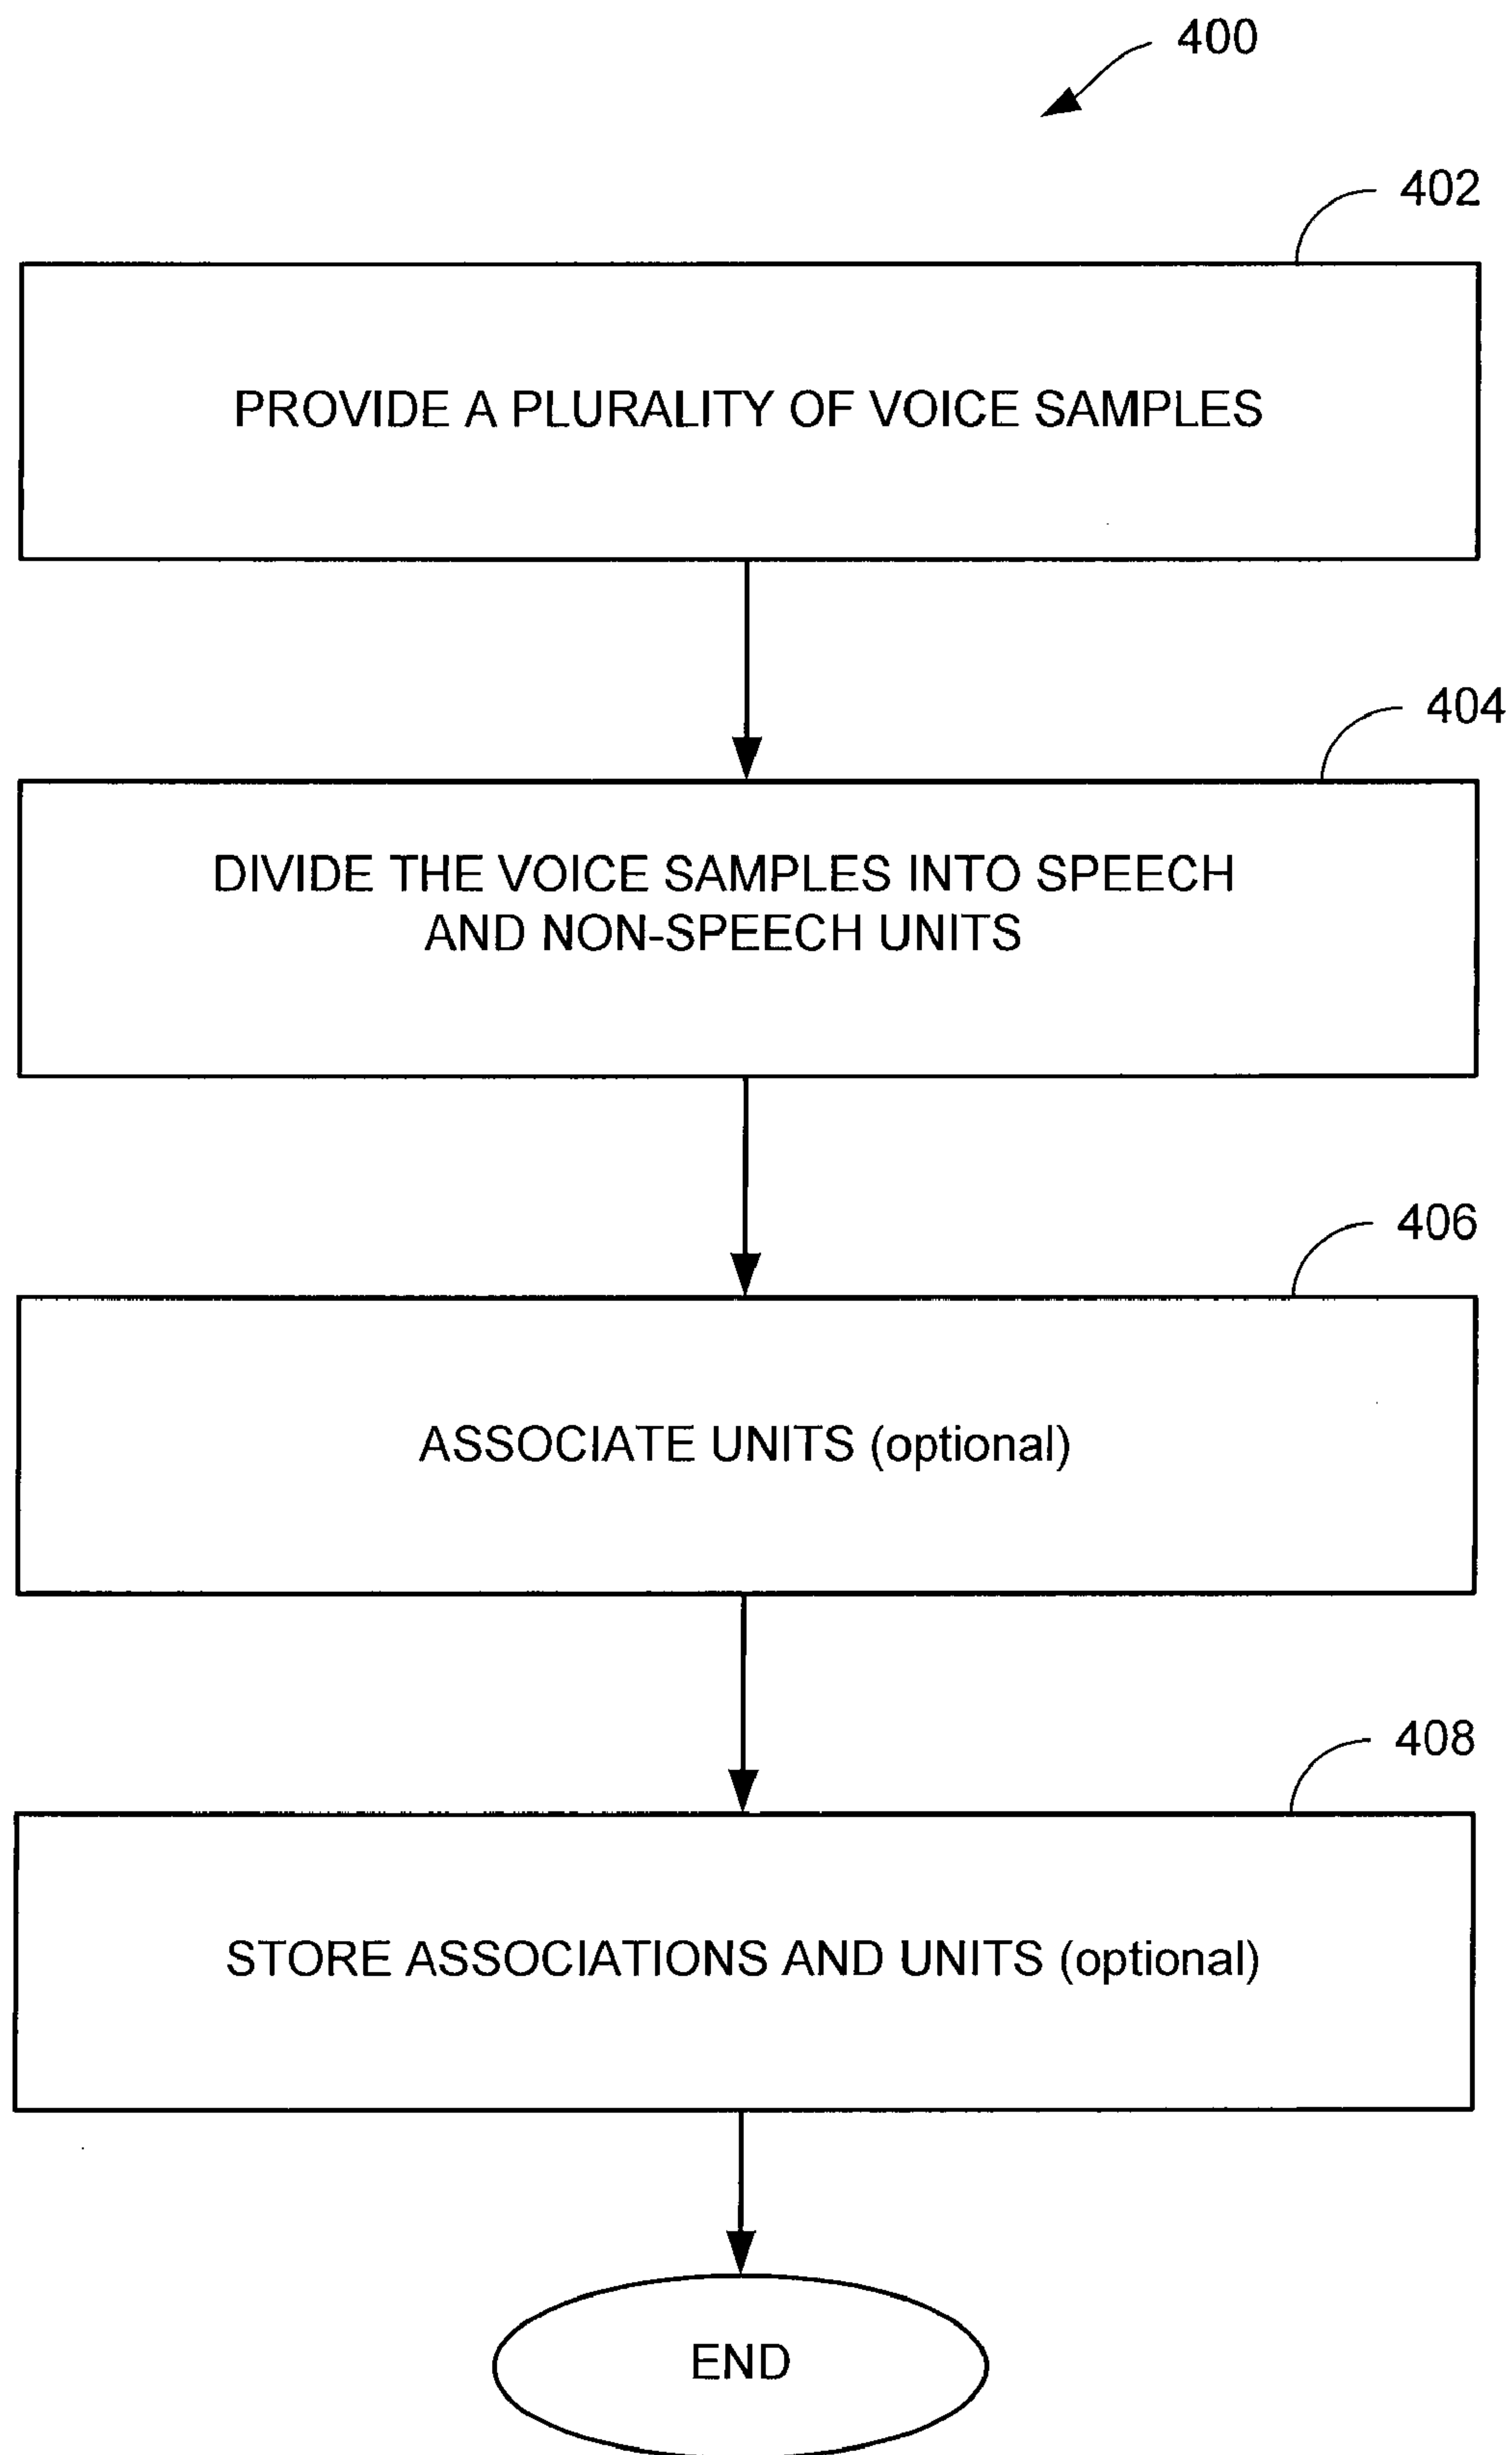 400
402
PROVIDE A PLURALITY OF VOICE SAMPLES
404
DIVIDE THE VOICE SAMPLES INTO SPEECH
AND NON-SPEECH UNITS
406
ASSOCIATE UNITS (optional)
408
STORE ASSOCIATIONS AND UNITS (optional)
END